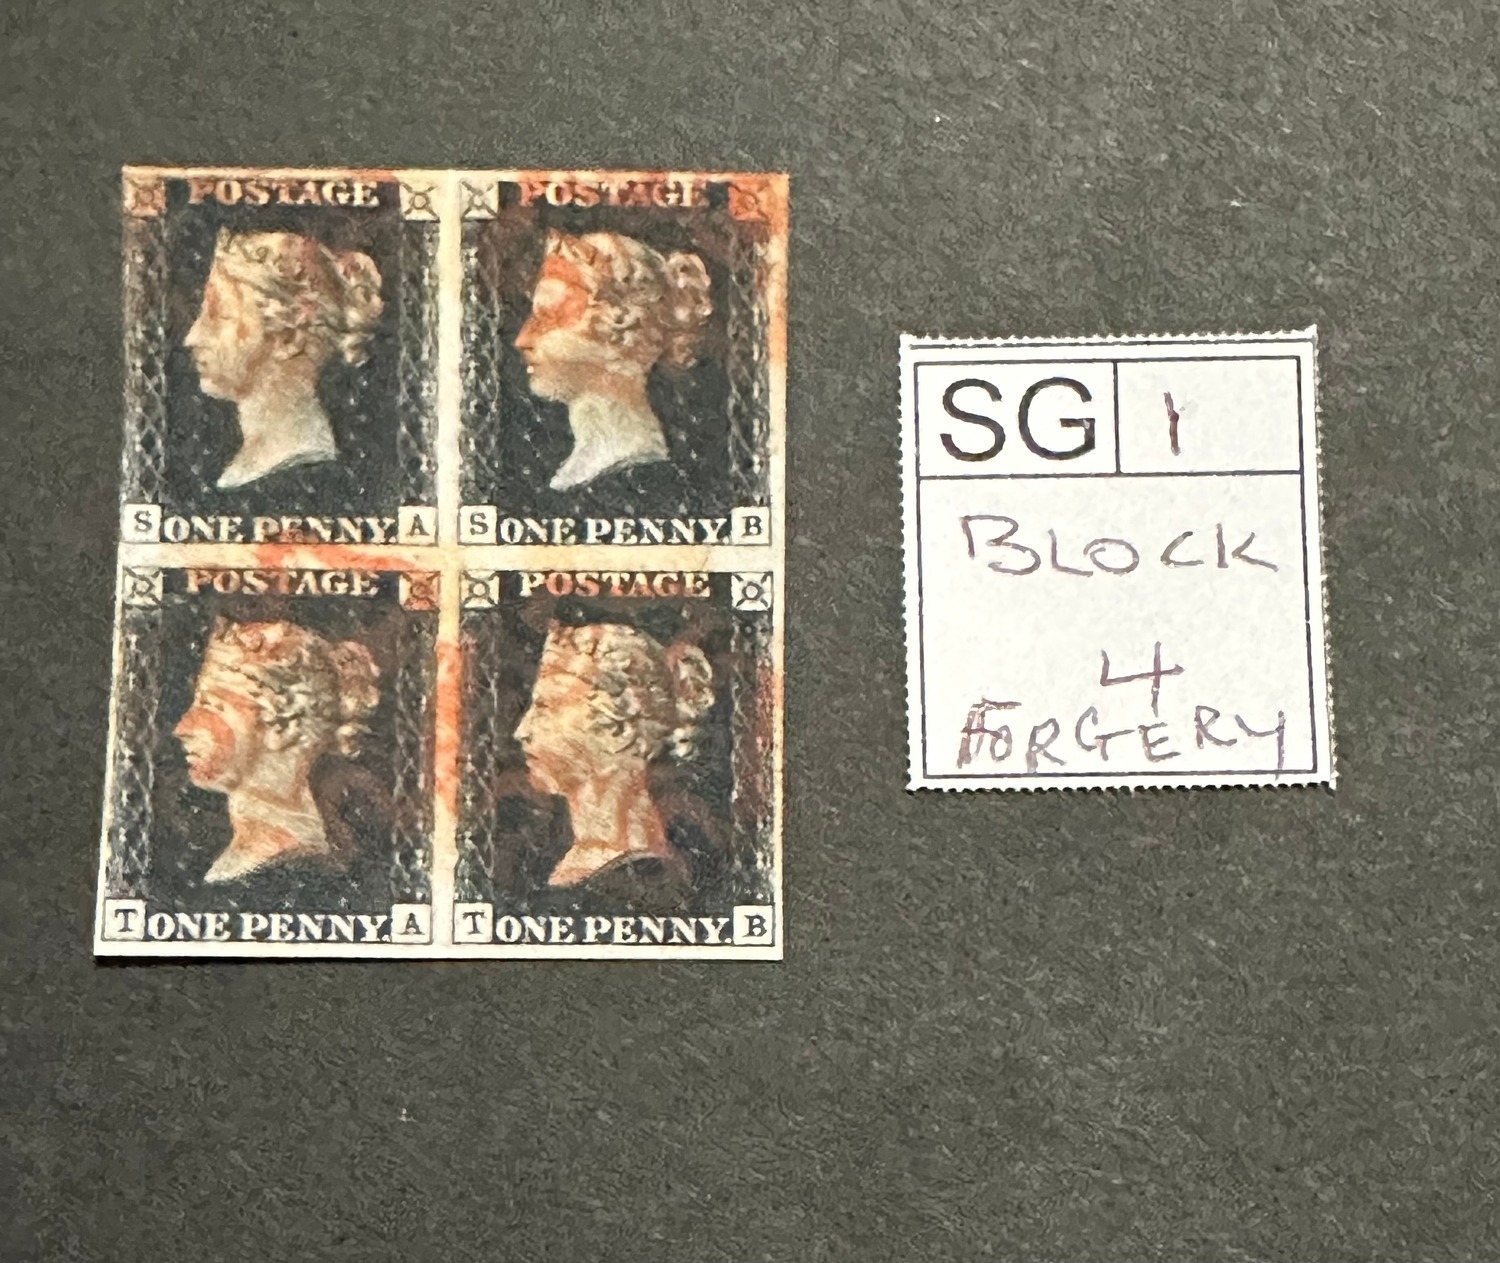 POSTAGE POSTAGE
S ONE PENNY. A S ONE PENNY. B
POSTAGE POSTAGE
T ONE PENNY. A T ONE PENNY. B
SG 1
BLOCK
4
FORGERY